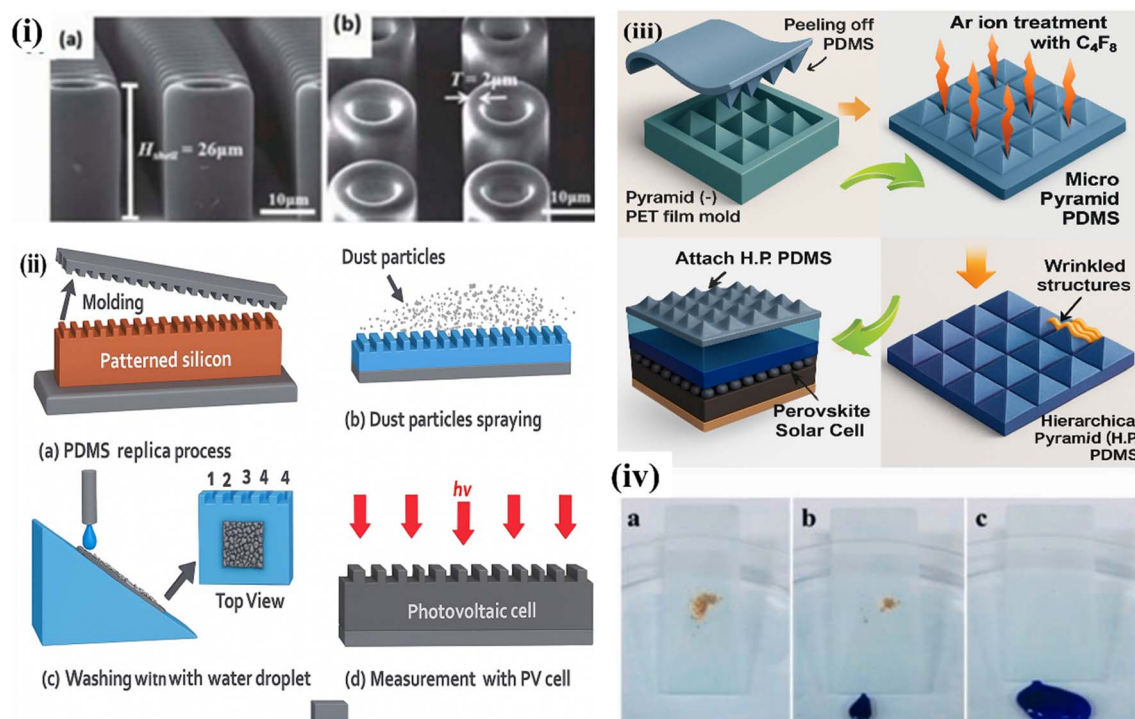 (i)
(a)
H_shell = 26µm
10µm
(b)
T = 2µm
10µm
(ii)
Molding
Patterned silicon
(a) PDMS replica process
Dust particles
(b) Dust particles spraying
1 2 3 4 4
Top View
(c) Washing witn with water droplet
hv
Photovoltaic cell
(d) Measurement with PV cell
(iii)
Peeling off
PDMS
Pyramid (-)
PET film mold
Ar ion treatment
with C₄F₈
Micro
Pyramid
PDMS
Attach H.P. PDMS
Perovskite
Solar Cell
Wrinkled
structures
Hierarchica
Pyramid (H.P.
PDMS
(iv)
a
b
c